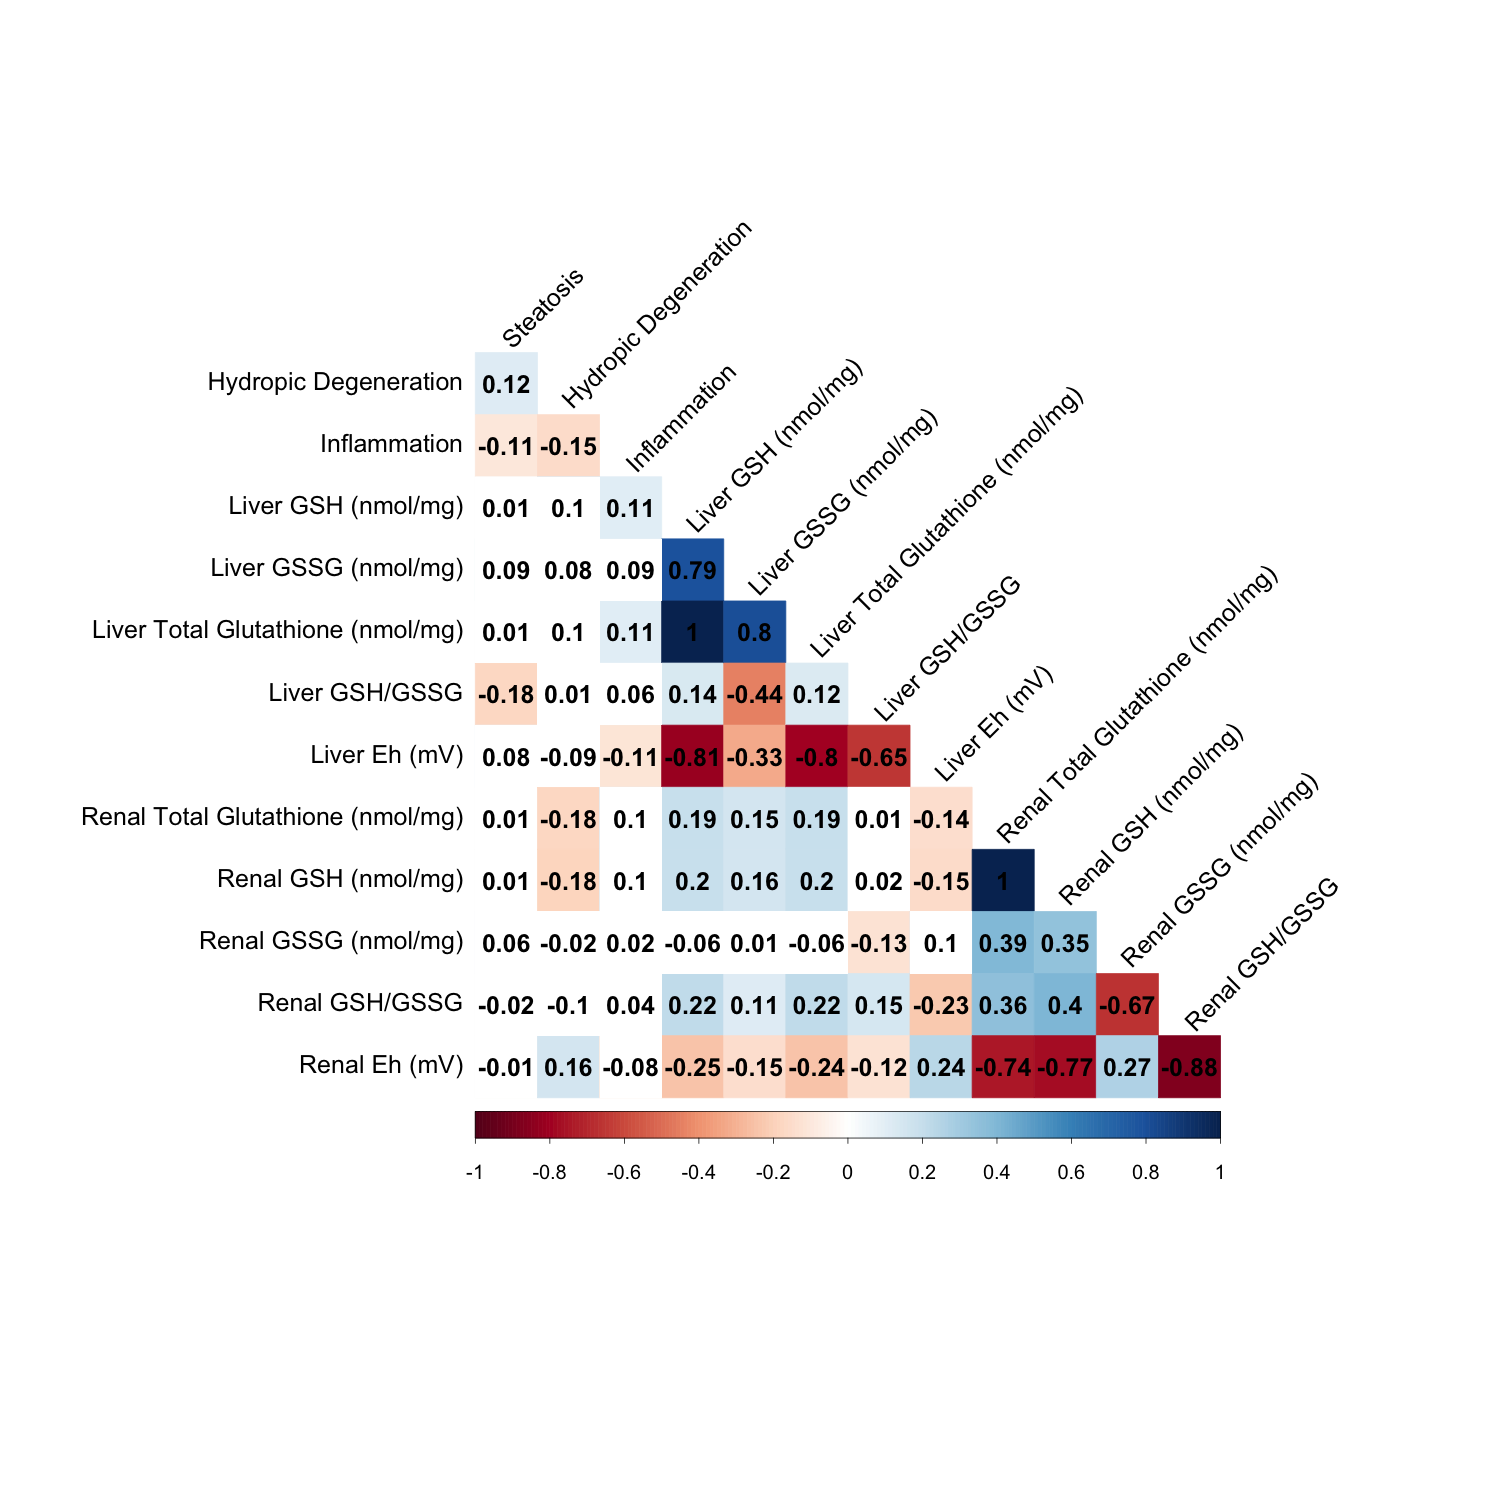 Steatosis
Hydropic Degeneration
Inflammation
Liver GSH (nmol/mg)
Liver GSSG (nmol/mg)
Liver Total Glutathione (nmol/mg)
Liver GSH/GSSG
Liver Eh (mV)
Renal Total Glutathione (nmol/mg)
Renal GSH (nmol/mg)
Renal GSSG (nmol/mg)
Renal GSH/GSSG
Hydropic Degeneration 0.12
Inflammation -0.11 -0.15
Liver GSH (nmol/mg) 0.01 0.1 0.11
Liver GSSG (nmol/mg) 0.09 0.08 0.09 0.79
Liver Total Glutathione (nmol/mg) 0.01 0.1 0.11 1 0.8
Liver GSH/GSSG -0.18 0.01 0.06 0.14 -0.44 0.12
Liver Eh (mV) 0.08 -0.09 -0.11 -0.81 -0.33 -0.8 -0.65
Renal Total Glutathione (nmol/mg) 0.01 -0.18 0.1 0.19 0.15 0.19 0.01 -0.14
Renal GSH (nmol/mg) 0.01 -0.18 0.1 0.2 0.16 0.2 0.02 -0.15 1
Renal GSSG (nmol/mg) 0.06 -0.02 0.02 -0.06 0.01 -0.06 -0.13 0.1 0.39 0.35
Renal GSH/GSSG -0.02 -0.1 0.04 0.22 0.11 0.22 0.15 -0.23 0.36 0.4 -0.67
Renal Eh (mV) -0.01 0.16 -0.08 -0.25 -0.15 -0.24 -0.12 0.24 -0.74 -0.77 0.27 -0.88
-1 -0.8 -0.6 -0.4 -0.2 0 0.2 0.4 0.6 0.8 1